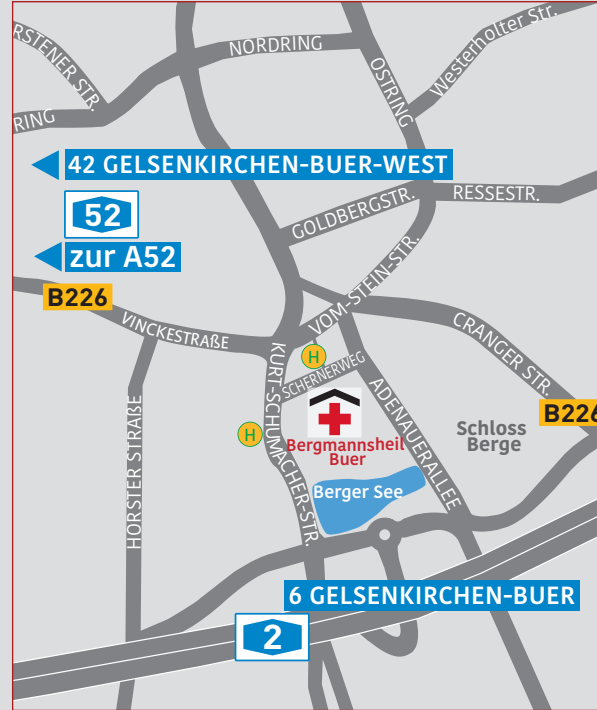 RSTENER STR.
NORDRING
OSTRING
Westerholter Str.
RING
42 GELSENKIRCHEN-BUER-WEST
52
GOLDBERGSTR.
RESSESTR.
zur A52
B226
VINCKESTRAßE
VOM-STEIN-STR.
CRANGER STR.
H
SCHERNERWEG
KURT-SCHUMACHER-STR.
ADENAUERALLEE
HORSTER STRAßE
B226
H
Bergmannsheil
Buer
Schloss
Berge
Berger See
6 GELSENKIRCHEN-BUER
2